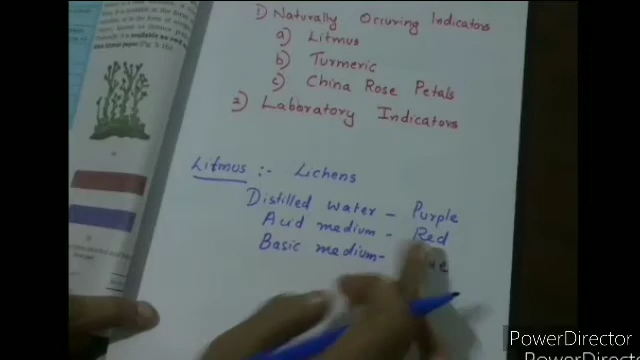 1) Naturally Occuring Indicators
a) Litmus
b) Turmeric
c) China Rose Petals
2) Laboratory Indicators
Litmus :- Lichens
Distilled water - Purple
Acid medium - Red
Basic medium-
PowerDirector
PowerDirector